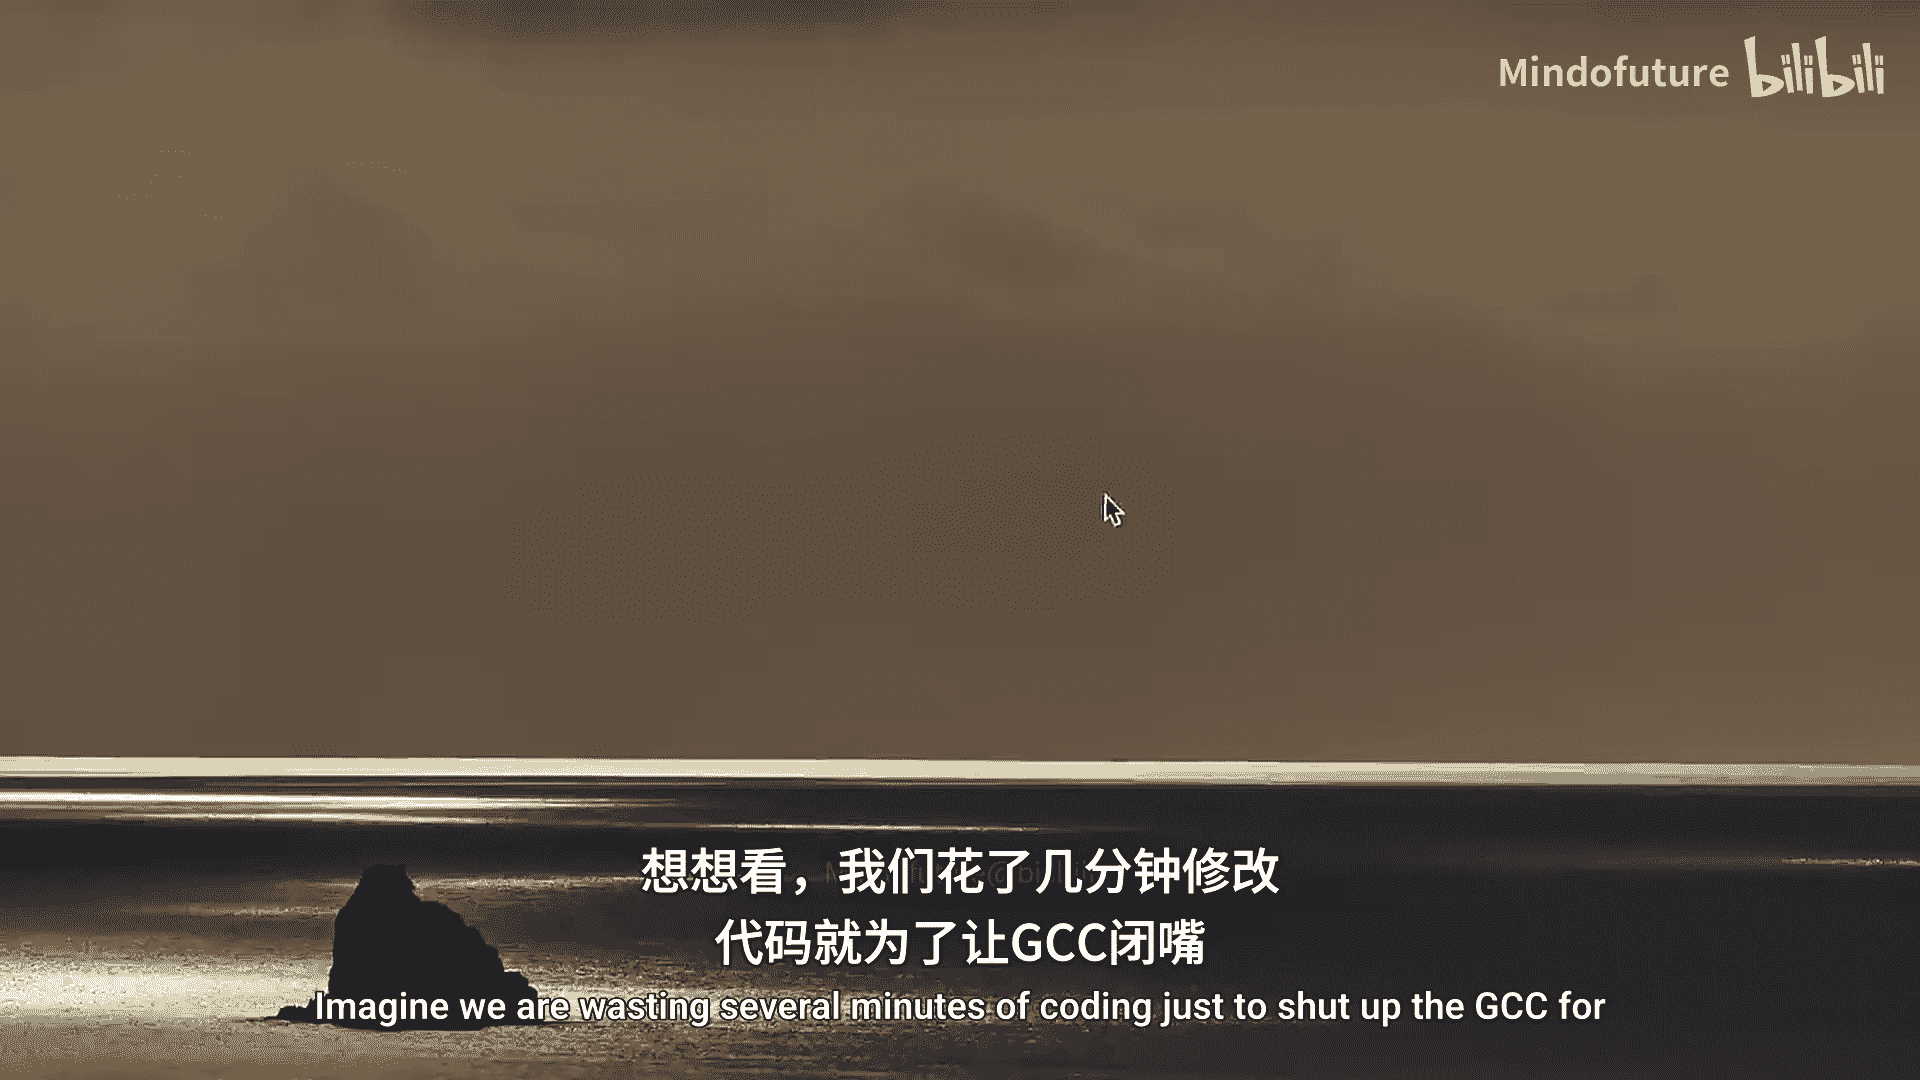 Mindofuture bilibili
想想看，我们花了几分钟修改
代码就为了让GCC闭嘴
Imagine we are wasting several minutes of coding just to shut up the GCC for